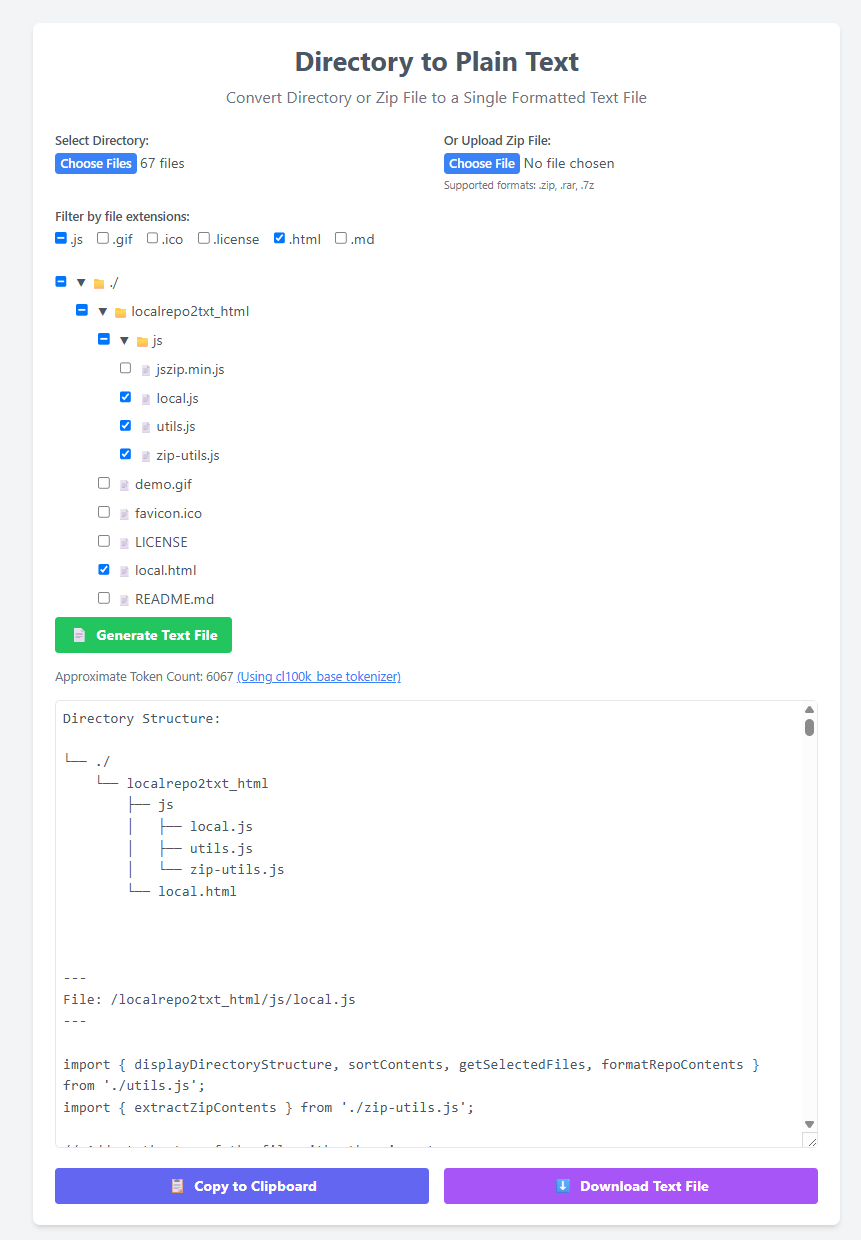 Directory to Plain Text
Convert Directory or Zip File to a Single Formatted Text File
Select Directory:
Choose Files 67 files
Or Upload Zip File:
Choose File No file chosen
Supported formats: .zip, .rar, .7z
Filter by file extensions:
.js .gif .ico .license .html .md
./
localrepo2txt_html
js
jszip.min.js
local.js
utils.js
zip-utils.js
demo.gif
favicon.ico
LICENSE
local.html
README.md
Generate Text File
Approximate Token Count: 6067 (Using cl100k_base tokenizer)
Directory Structure:
└── ./
└── localrepo2txt_html
├── js
│ ├── local.js
│ ├── utils.js
│ └── zip-utils.js
└── local.html
---
File: /localrepo2txt_html/js/local.js
---
import { displayDirectoryStructure, sortContents, getSelectedFiles, formatRepoContents }
from './utils.js';
import { extractZipContents } from './zip-utils.js';
Copy to Clipboard
Download Text File